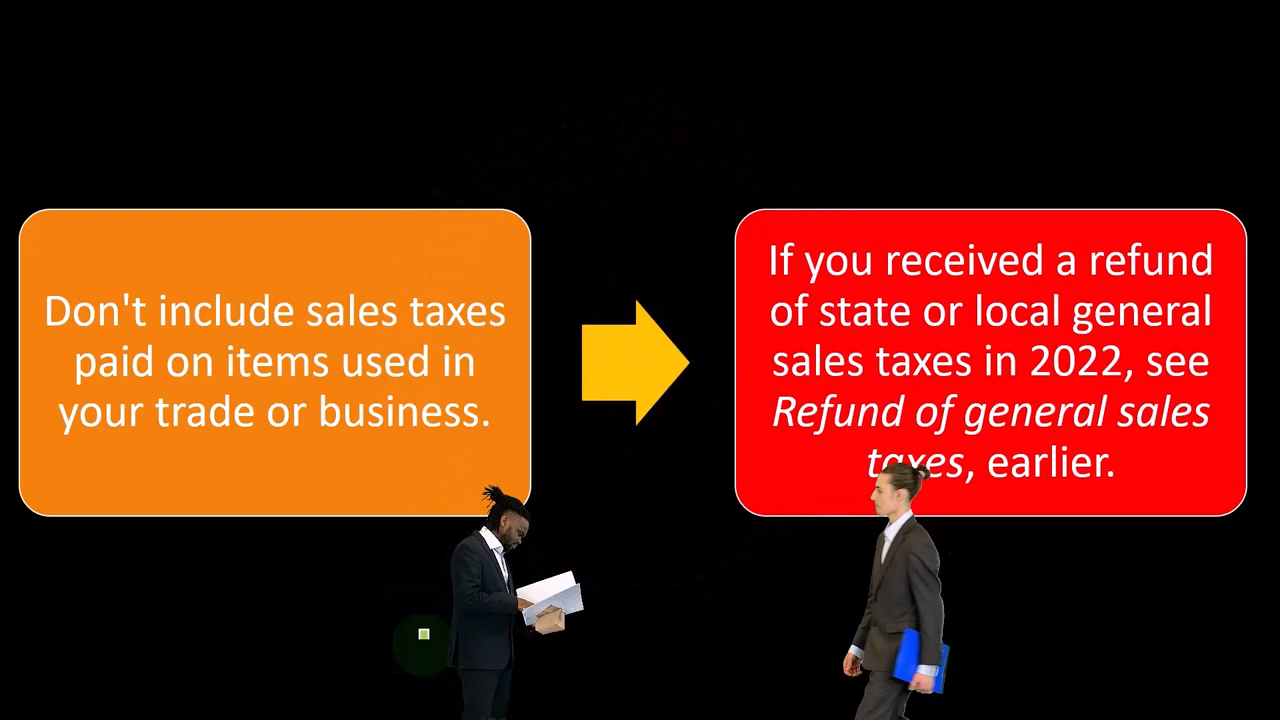 Don't include sales taxes
paid on items used in
your trade or business.
If you received a refund
of state or local general
sales taxes in 2022, see
Refund of general sales
taxes, earlier.